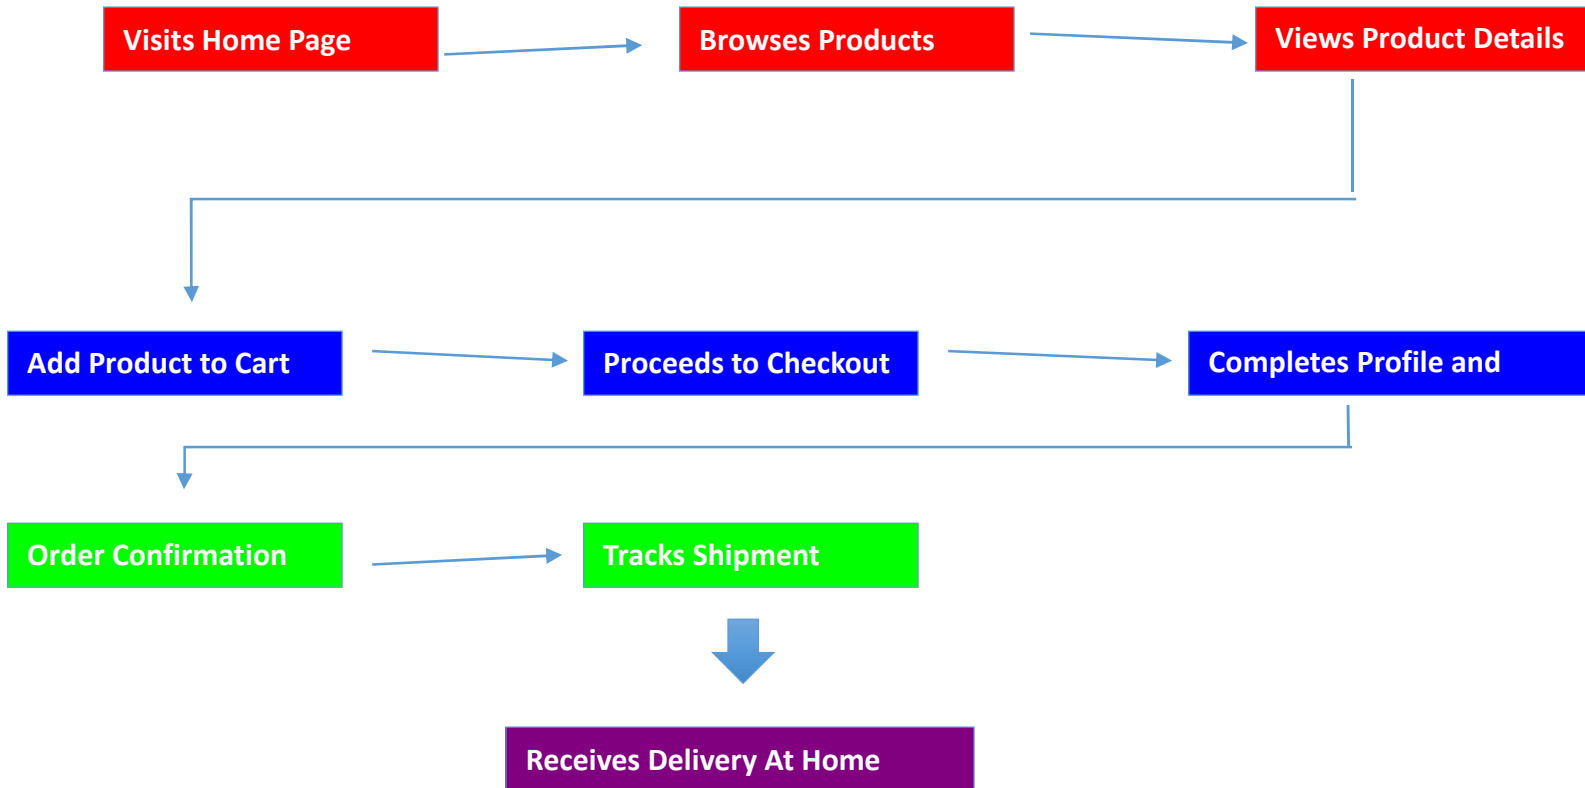 Visits Home Page
Browses Products
Views Product Details
Add Product to Cart
Proceeds to Checkout
Completes Profile and
Order Confirmation
Tracks Shipment
Receives Delivery At Home